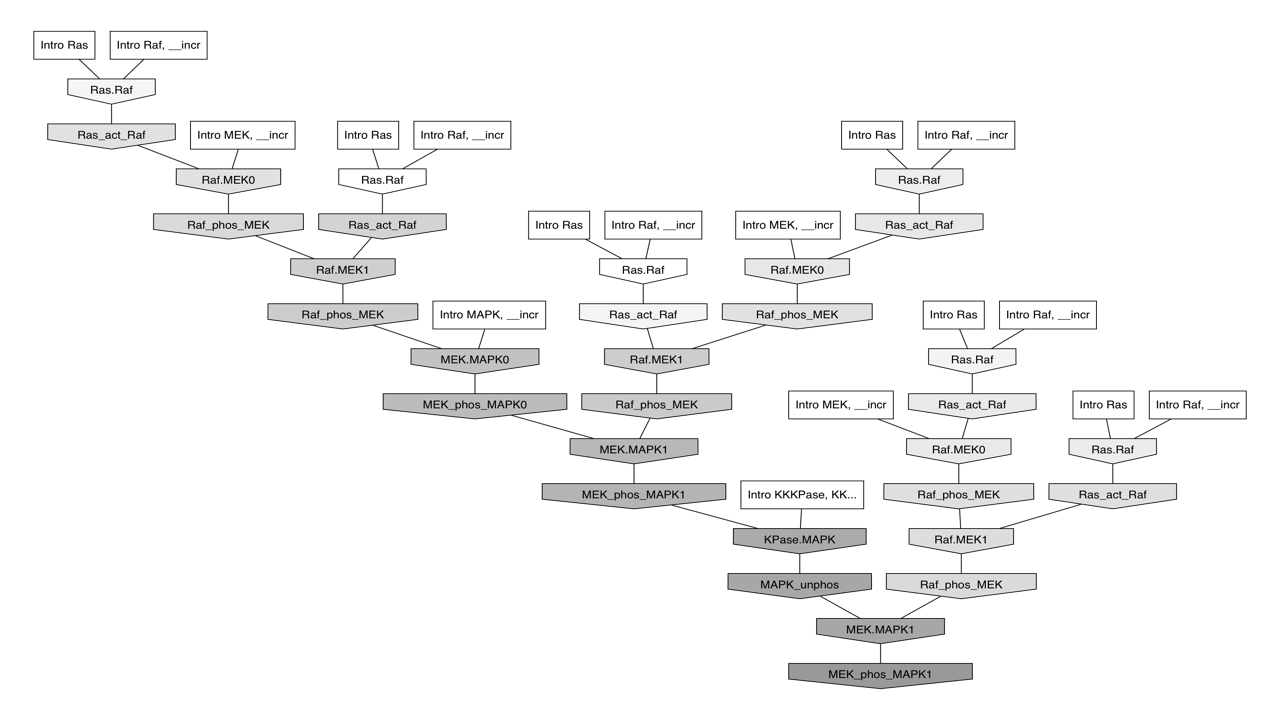 Intro Ras
Intro Raf, __incr
Ras.Raf
Ras_act_Raf
Intro MEK, __incr
Intro Ras
Intro Raf, __incr
Intro Ras
Intro Raf, __incr
Raf.MEK0
Ras.Raf
Ras.Raf
Raf_phos_MEK
Ras_act_Raf
Intro Ras
Intro Raf, __incr
Intro MEK, __incr
Ras_act_Raf
Raf.MEK1
Ras.Raf
Raf.MEK0
Raf_phos_MEK
Intro MAPK, __incr
Ras_act_Raf
Raf_phos_MEK
Intro Ras
Intro Raf, __incr
MEK.MAPK0
Raf.MEK1
Ras.Raf
MEK_phos_MAPK0
Raf_phos_MEK
Intro MEK, __incr
Ras_act_Raf
Intro Ras
Intro Raf, __incr
MEK.MAPK1
Raf.MEK0
Ras.Raf
MEK_phos_MAPK1
Intro KKKPase, KK...
Raf_phos_MEK
Ras_act_Raf
KPase.MAPK
Raf.MEK1
MAPK_unphos
Raf_phos_MEK
MEK.MAPK1
MEK_phos_MAPK1